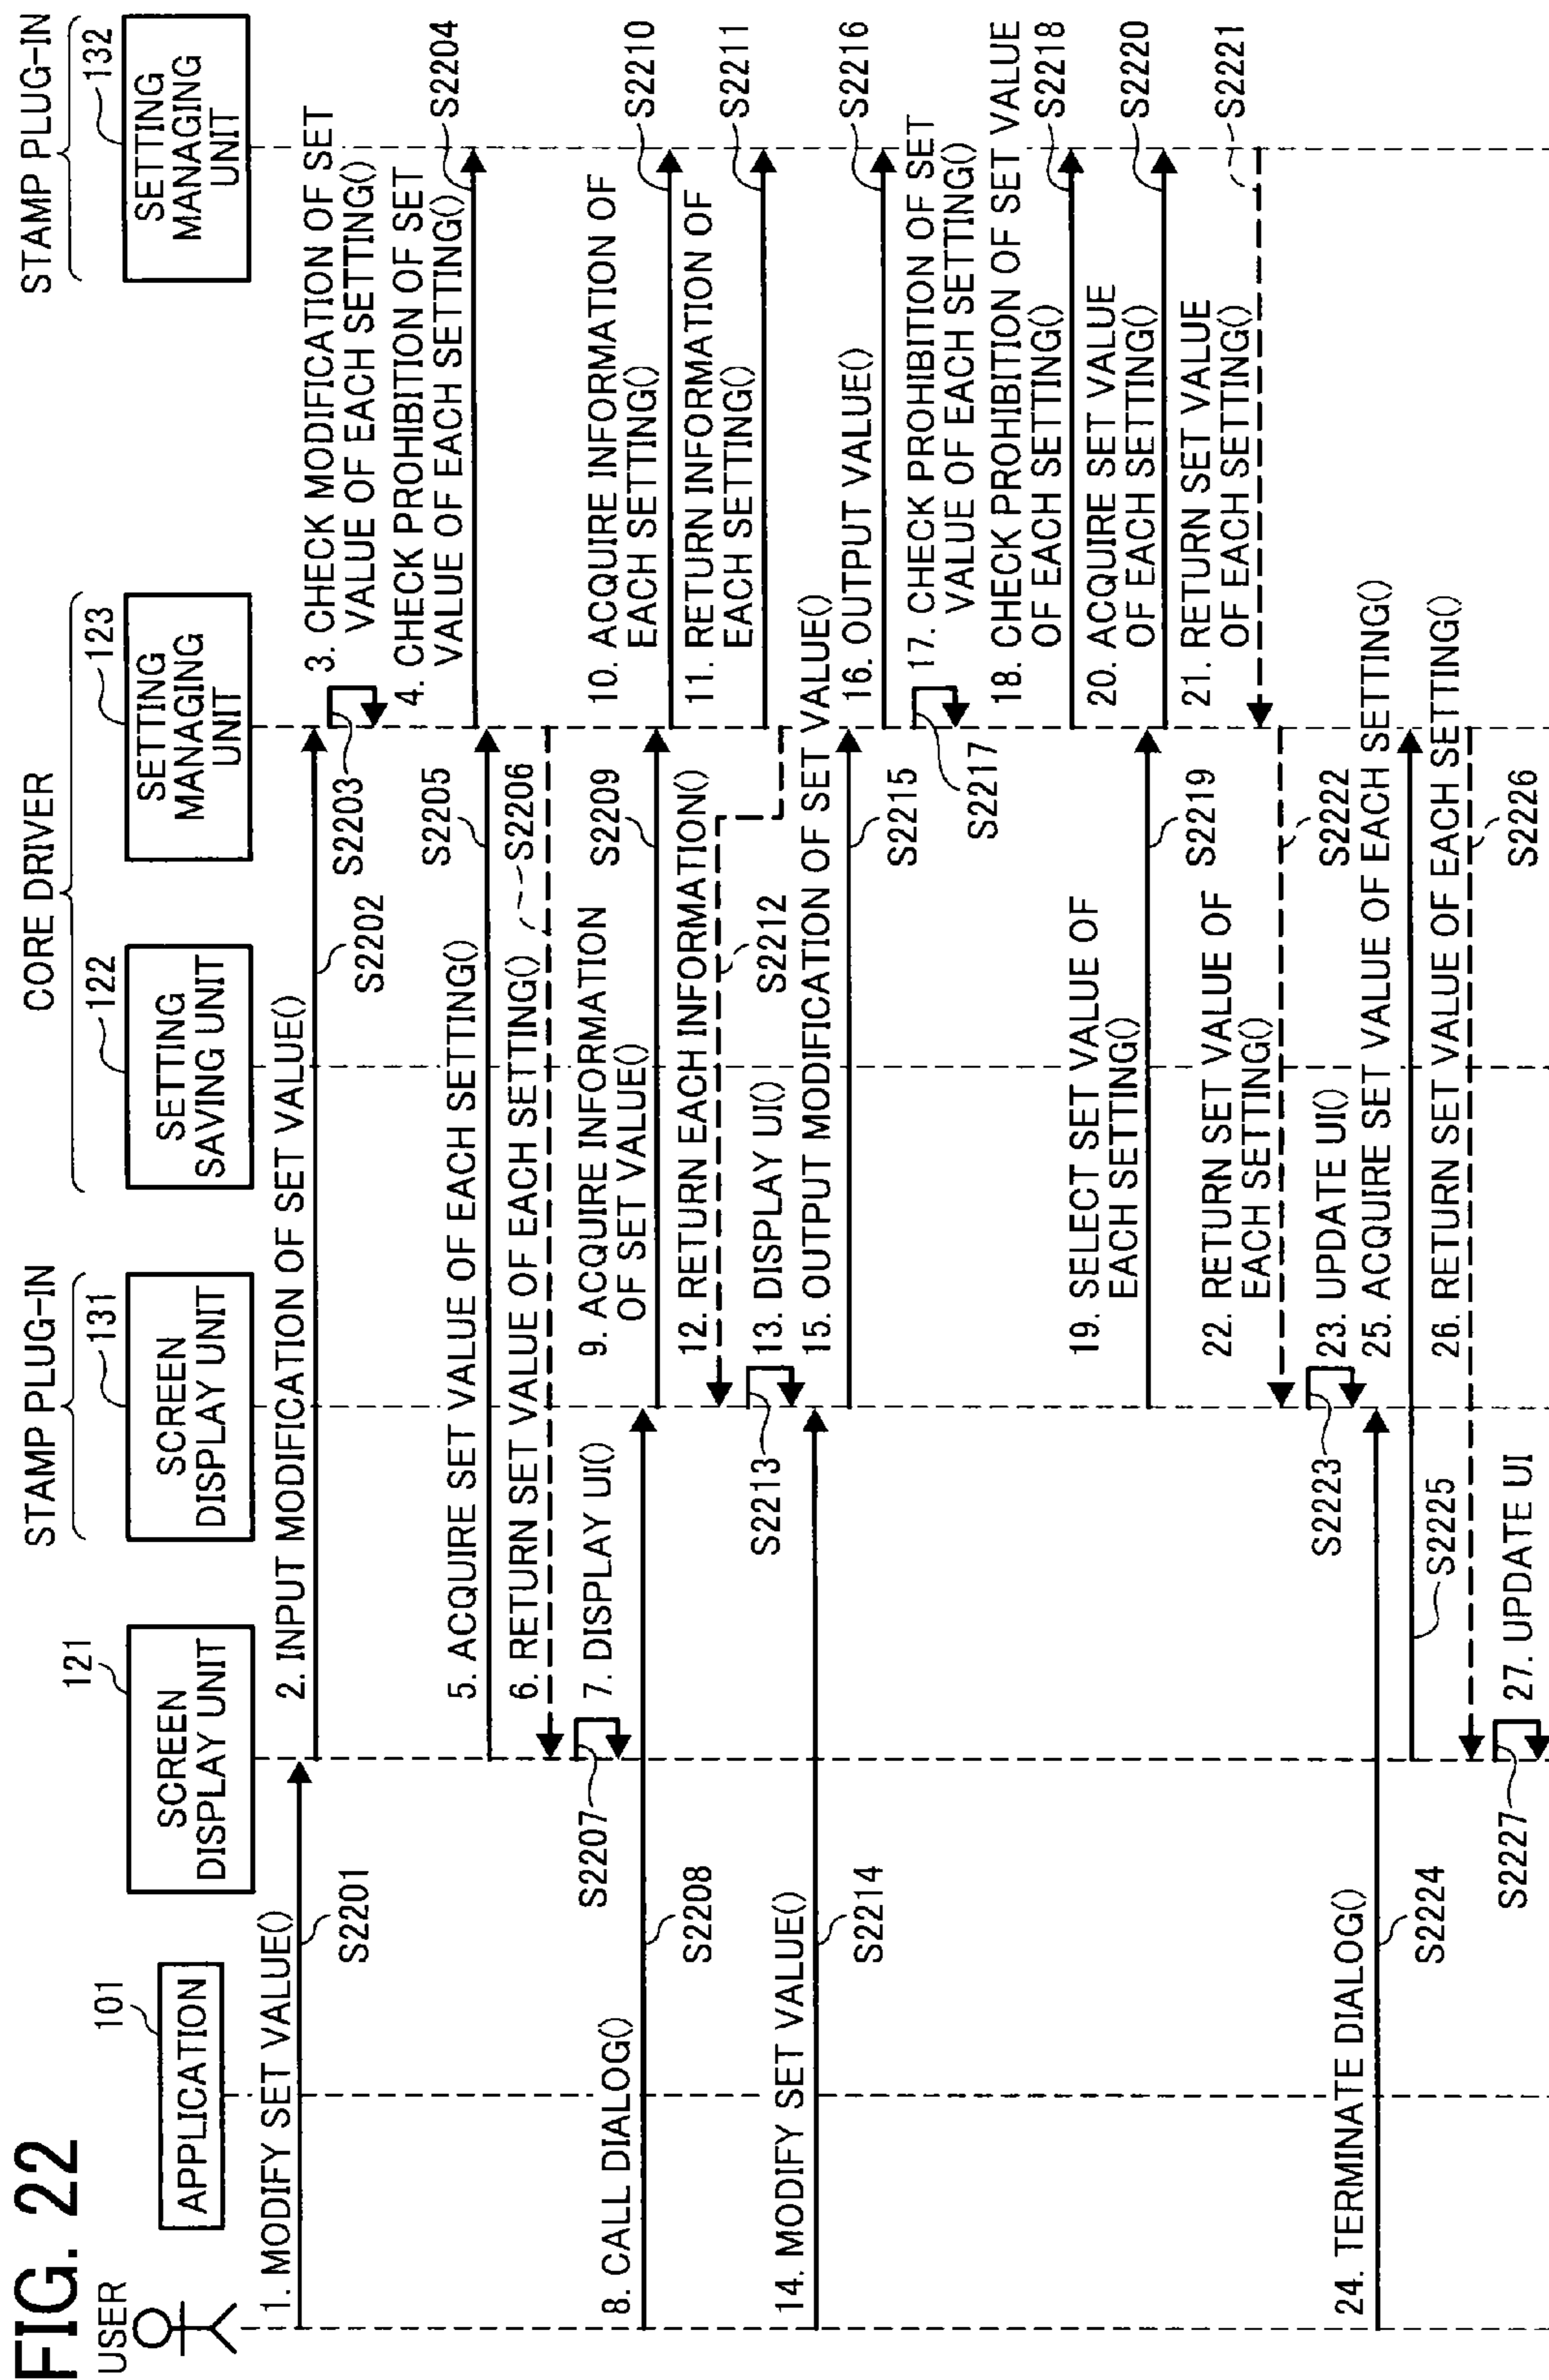 FIG. 22
USER
APPLICATION
101
SCREEN
DISPLAY UNIT
121
STAMP PLUG-IN
SCREEN
DISPLAY UNIT
131
CORE DRIVER
SETTING
SAVING UNIT
122
SETTING
MANAGING
UNIT
123
STAMP PLUG-IN
SETTING
MANAGING
UNIT
132
1. MODIFY SET VALUE()
S2201
2. INPUT MODIFICATION OF SET VALUE()
S2202
3. CHECK MODIFICATION OF SET
VALUE OF EACH SETTING()
S2203
4. CHECK PROHIBITION OF SET
VALUE OF EACH SETTING()
S2204
5. ACQUIRE SET VALUE OF EACH SETTING()
S2205
6. RETURN SET VALUE OF EACH SETTING()
S2206
7. DISPLAY UI()
S2207
8. CALL DIALOG()
S2208
9. ACQUIRE INFORMATION
OF SET VALUE()
S2209
10. ACQUIRE INFORMATION OF
EACH SETTING()
S2210
11. RETURN INFORMATION OF
EACH SETTING()
S2211
12. RETURN EACH INFORMATION()
S2212
13. DISPLAY UI()
S2213
14. MODIFY SET VALUE()
S2214
15. OUTPUT MODIFICATION OF SET VALUE()
S2215
16. OUTPUT VALUE()
S2216
17. CHECK PROHIBITION OF SET
VALUE OF EACH SETTING()
S2217
18. CHECK PROHIBITION OF SET VALUE
OF EACH SETTING()
S2218
19. SELECT SET VALUE OF
EACH SETTING()
S2219
20. ACQUIRE SET VALUE
OF EACH SETTING()
S2220
21. RETURN SET VALUE
OF EACH SETTING()
S2221
22. RETURN SET VALUE OF
EACH SETTING()
S2222
23. UPDATE UI()
S2223
24. TERMINATE DIALOG()
S2224
25. ACQUIRE SET VALUE OF EACH SETTING()
S2225
26. RETURN SET VALUE OF EACH SETTING()
S2226
27. UPDATE UI
S2227